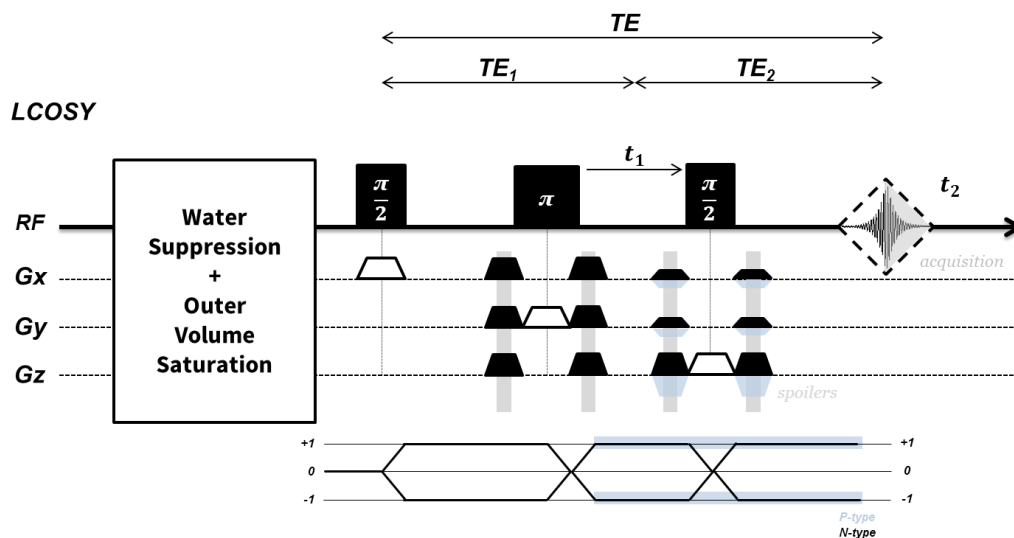 TE
TE1 TE2
LCOSY
t1
π/2 π π/2
t2
RF
Water
Suppression
+
Outer
Volume
Saturation
acquisition
Gx
Gy
Gz
spoilers
+1 +1
0 0
-1 -1
P-type
N-type